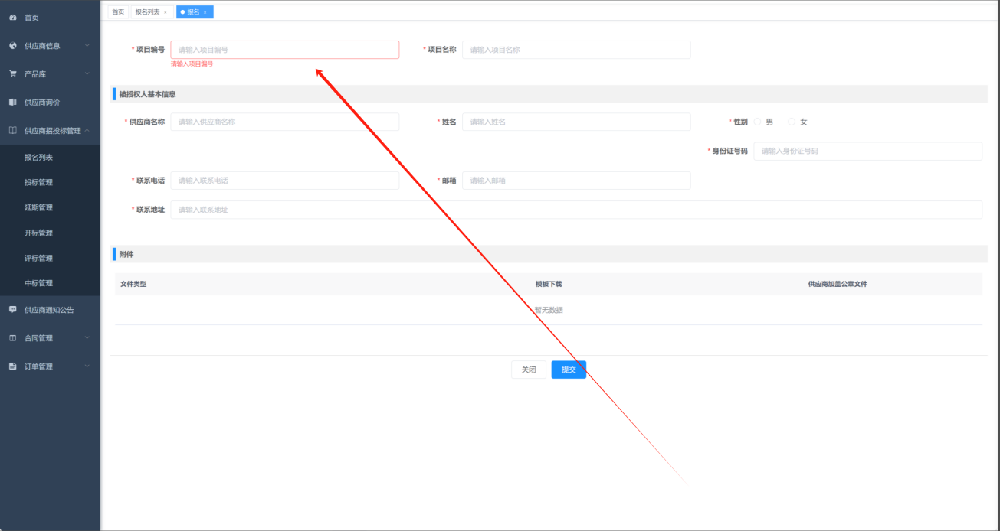 首页
供应商信息
产品库
供应商询价
供应商招投标管理
报名列表
投标管理
延期管理
开标管理
评标管理
中标管理
供应商通知公告
合同管理
订单管理
首页 报名列表 × 报名 ×
* 项目编号 请输入项目编号 * 项目名称 请输入项目名称
请输入项目编号
被授权人基本信息
* 供应商名称 请输入供应商名称 * 姓名 请输入姓名 * 性别 男 女
* 身份证号码 请输入身份证号码
* 联系电话 请输入联系电话 * 邮箱 请输入邮箱
* 联系地址 请输入联系地址
附件
文件类型 模板下载 供应商加盖公章文件
暂无数据
关闭 提交